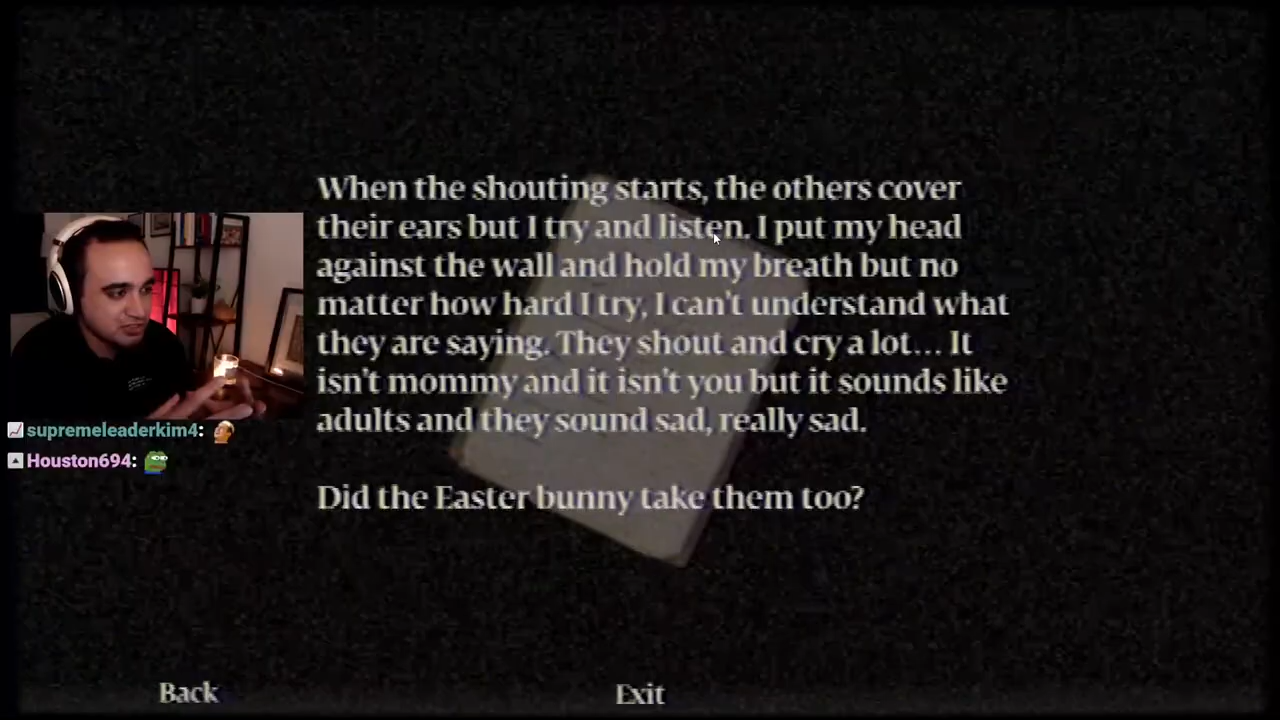 When the shouting starts, the others cover
their ears but I try and listen. I put my head
against the wall and hold my breath but no
matter how hard I try, I can't understand what
they are saying. They shout and cry a lot... It
isn't mommy and it isn't you but it sounds like
adults and they sound sad, really sad.
Did the Easter bunny take them too?
supremeleaderkim4:
Houston694:
Back
Exit